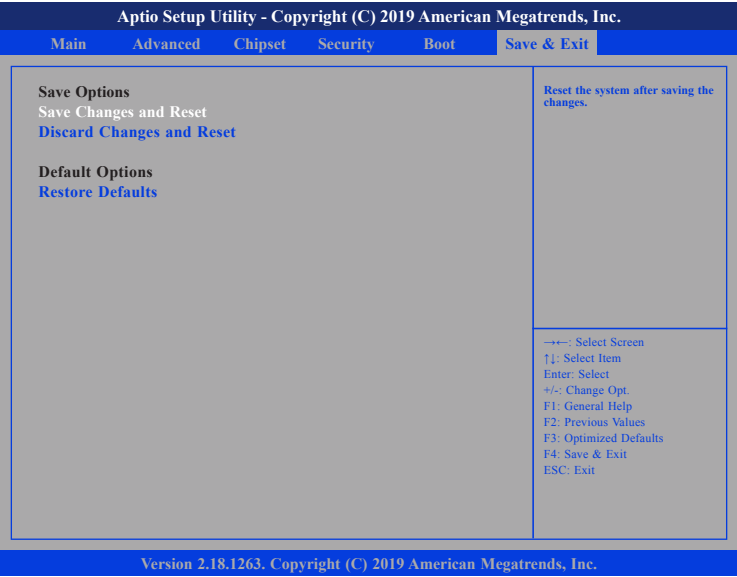 Aptio Setup Utility - Copyright (C) 2019 American Megatrends, Inc.
Main Advanced Chipset Security Boot Save & Exit
Save Options
Save Changes and Reset
Discard Changes and Reset
Default Options
Restore Defaults
Reset the system after saving the
changes.
→←: Select Screen
↑↓: Select Item
Enter: Select
+/-: Change Opt.
F1: General Help
F2: Previous Values
F3: Optimized Defaults
F4: Save & Exit
ESC: Exit
Version 2.18.1263. Copyright (C) 2019 American Megatrends, Inc.